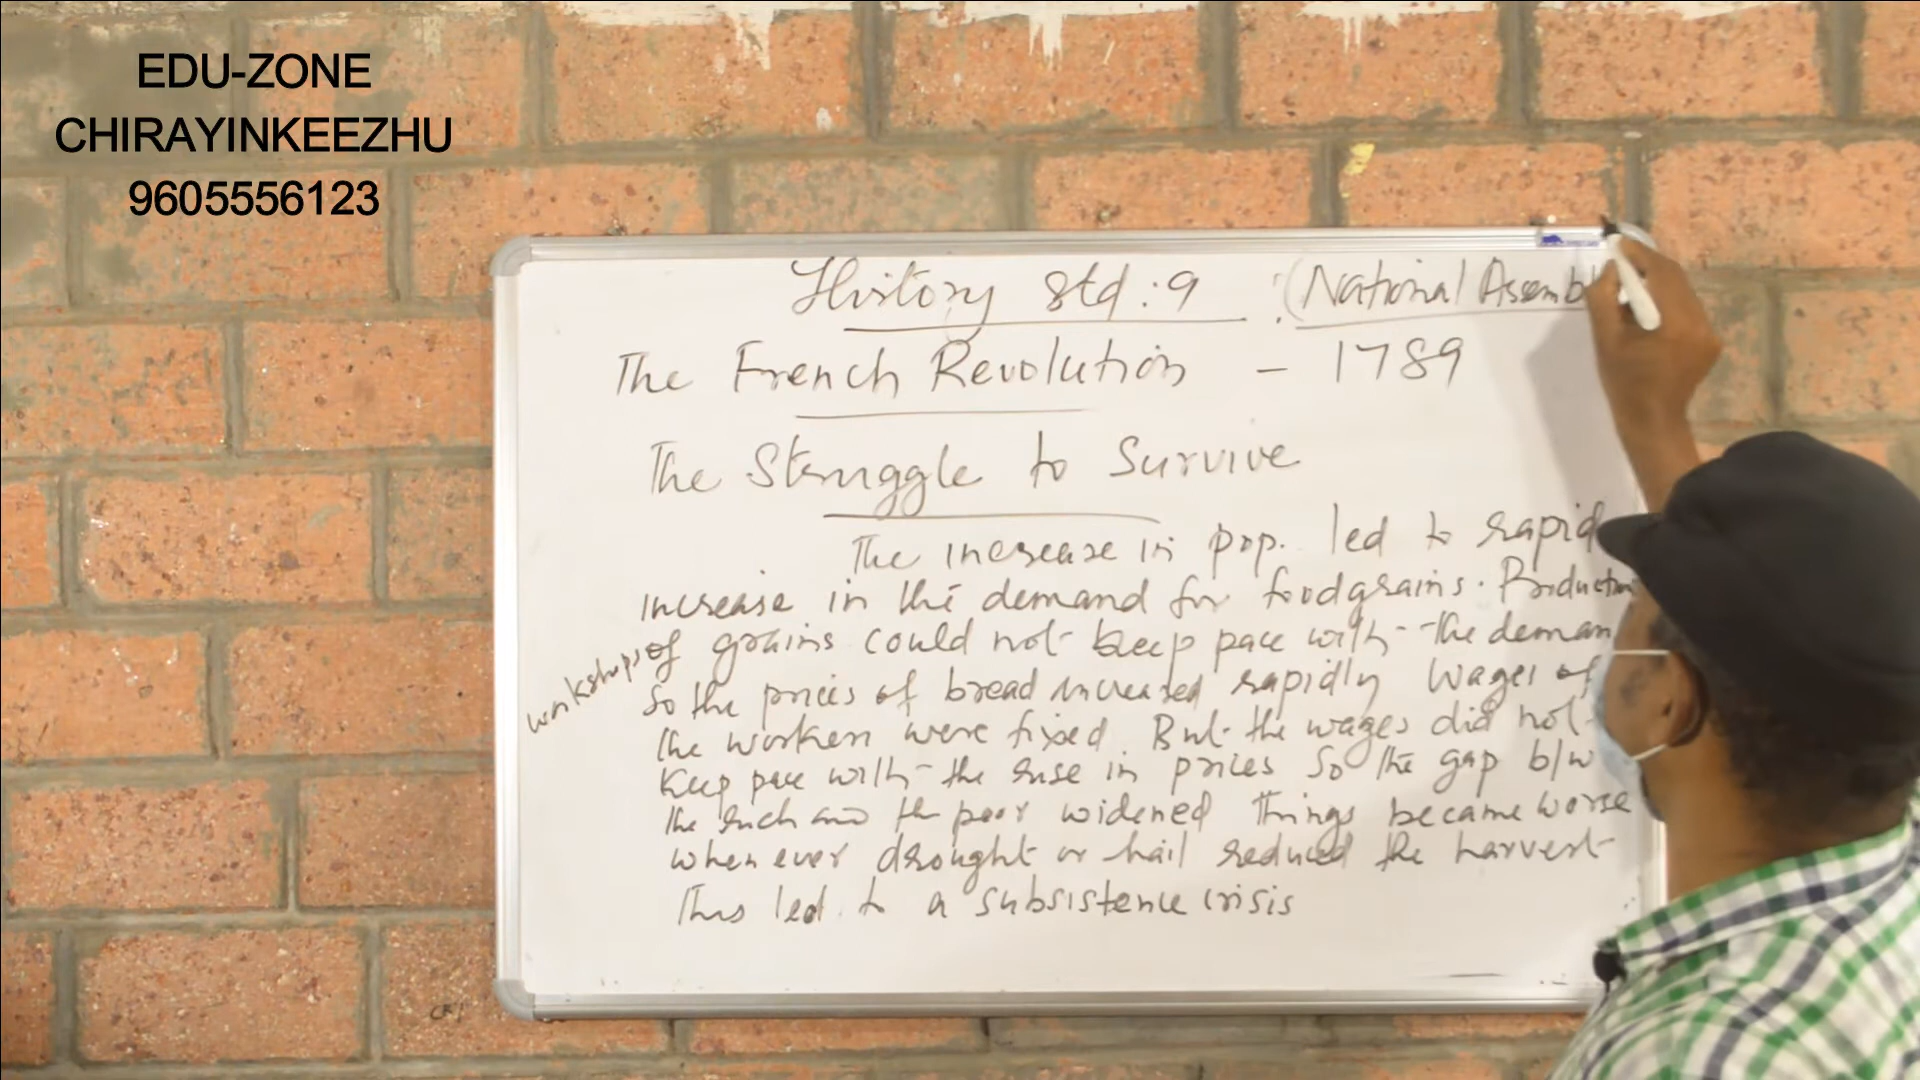 EDU-ZONE
CHIRAYINKEEZHU
9605556123
History Std : 9 (National Assemb
The French Revolution - 1789
The Struggle to Survive
The increase in pop. led to rapid
increase in the demand for foodgrains. Production
workshops of grains could not keep pace with the deman
So the prices of bread increased rapidly Wages of
the workers were fixed. But the wages did not
keep pace with the rise in prices So the gap b/w
the rich and the poor widened things became worse
when ever drought or hail reduced the harvest
This led to a subsistence crisis